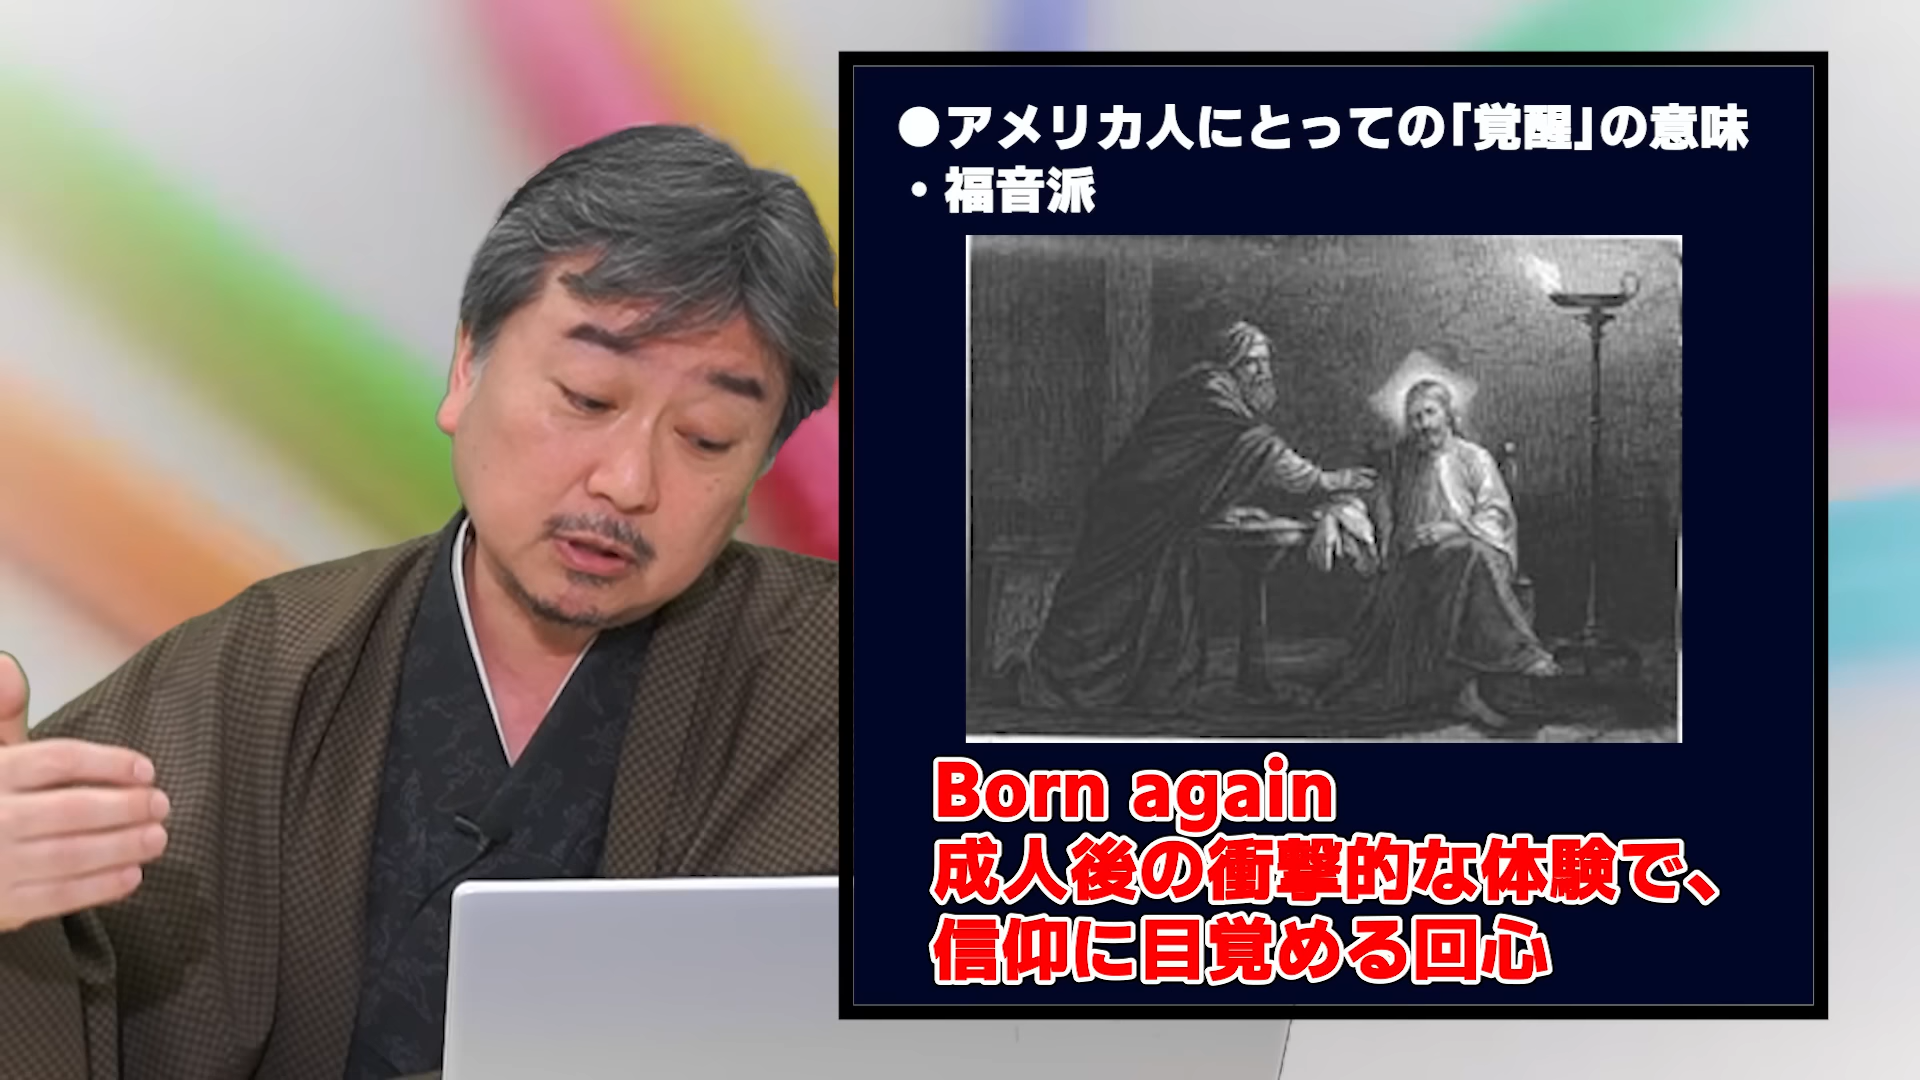 ●アメリカ人にとっての「覚醒」の意味
・福音派
Born again
成人後の衝撃的な体験で、
信仰に目覚める回心